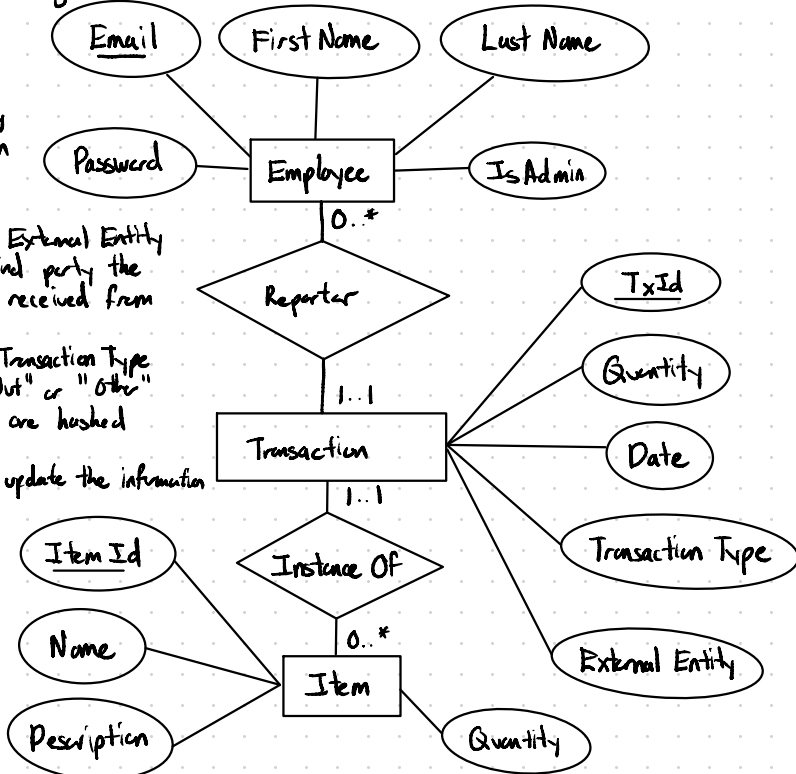 Email
First Name
Last Name
Password
Employee
IsAdmin
0..*
External Entity
party the
received from
Reporter
TxId
Transaction Type
or "Other"
are hashed
Quantity
1..1
Transaction
Date
update the information
1..1
Item Id
Instance Of
Transaction Type
Name
0..*
External Entity
Item
Description
Quantity